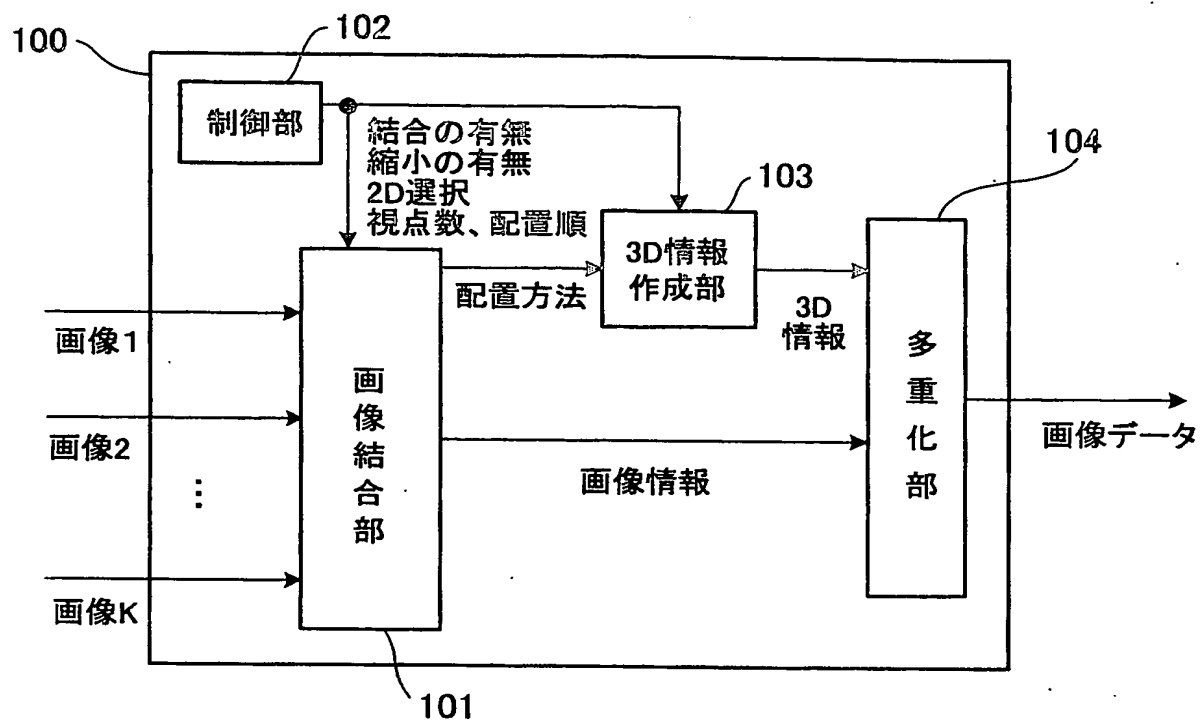 100
102
制御部
結合の有無
縮小の有無
2D選択
視点数、配置順
103
104
3D情報
作成部
配置方法
3D
情報
画像1
画像2
⋮
画像K
画
像
結
合
部
画像情報
多
重
化
部
画像データ
101